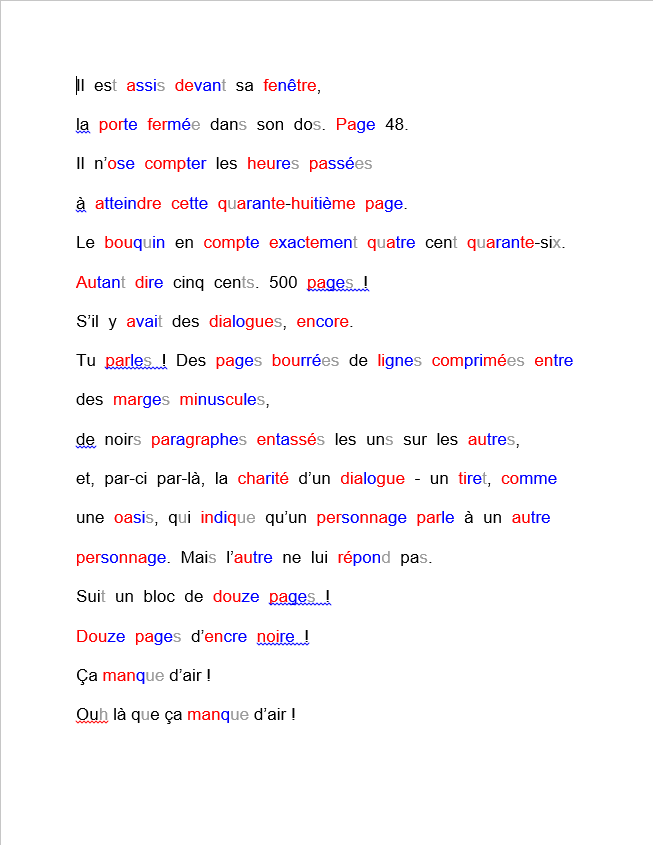 Il est assis devant sa fenêtre,
la porte fermée dans son dos. Page 48.
Il n’ose compter les heures passées
à atteindre cette quarante-huitième page.
Le bouquin en compte exactement quatre cent quarante-six.
Autant dire cinq cents. 500 pages !
S’il y avait des dialogues, encore.
Tu parles ! Des pages bourrées de lignes comprimées entre
des marges minuscules,
de noirs paragraphes entassés les uns sur les autres,
et, par-ci par-là, la charité d’un dialogue - un tiret, comme
une oasis, qui indique qu’un personnage parle à un autre
personnage. Mais l’autre ne lui répond pas.
Suit un bloc de douze pages !
Douze pages d’encre noire !
Ça manque d’air !
Ouh là que ça manque d’air !